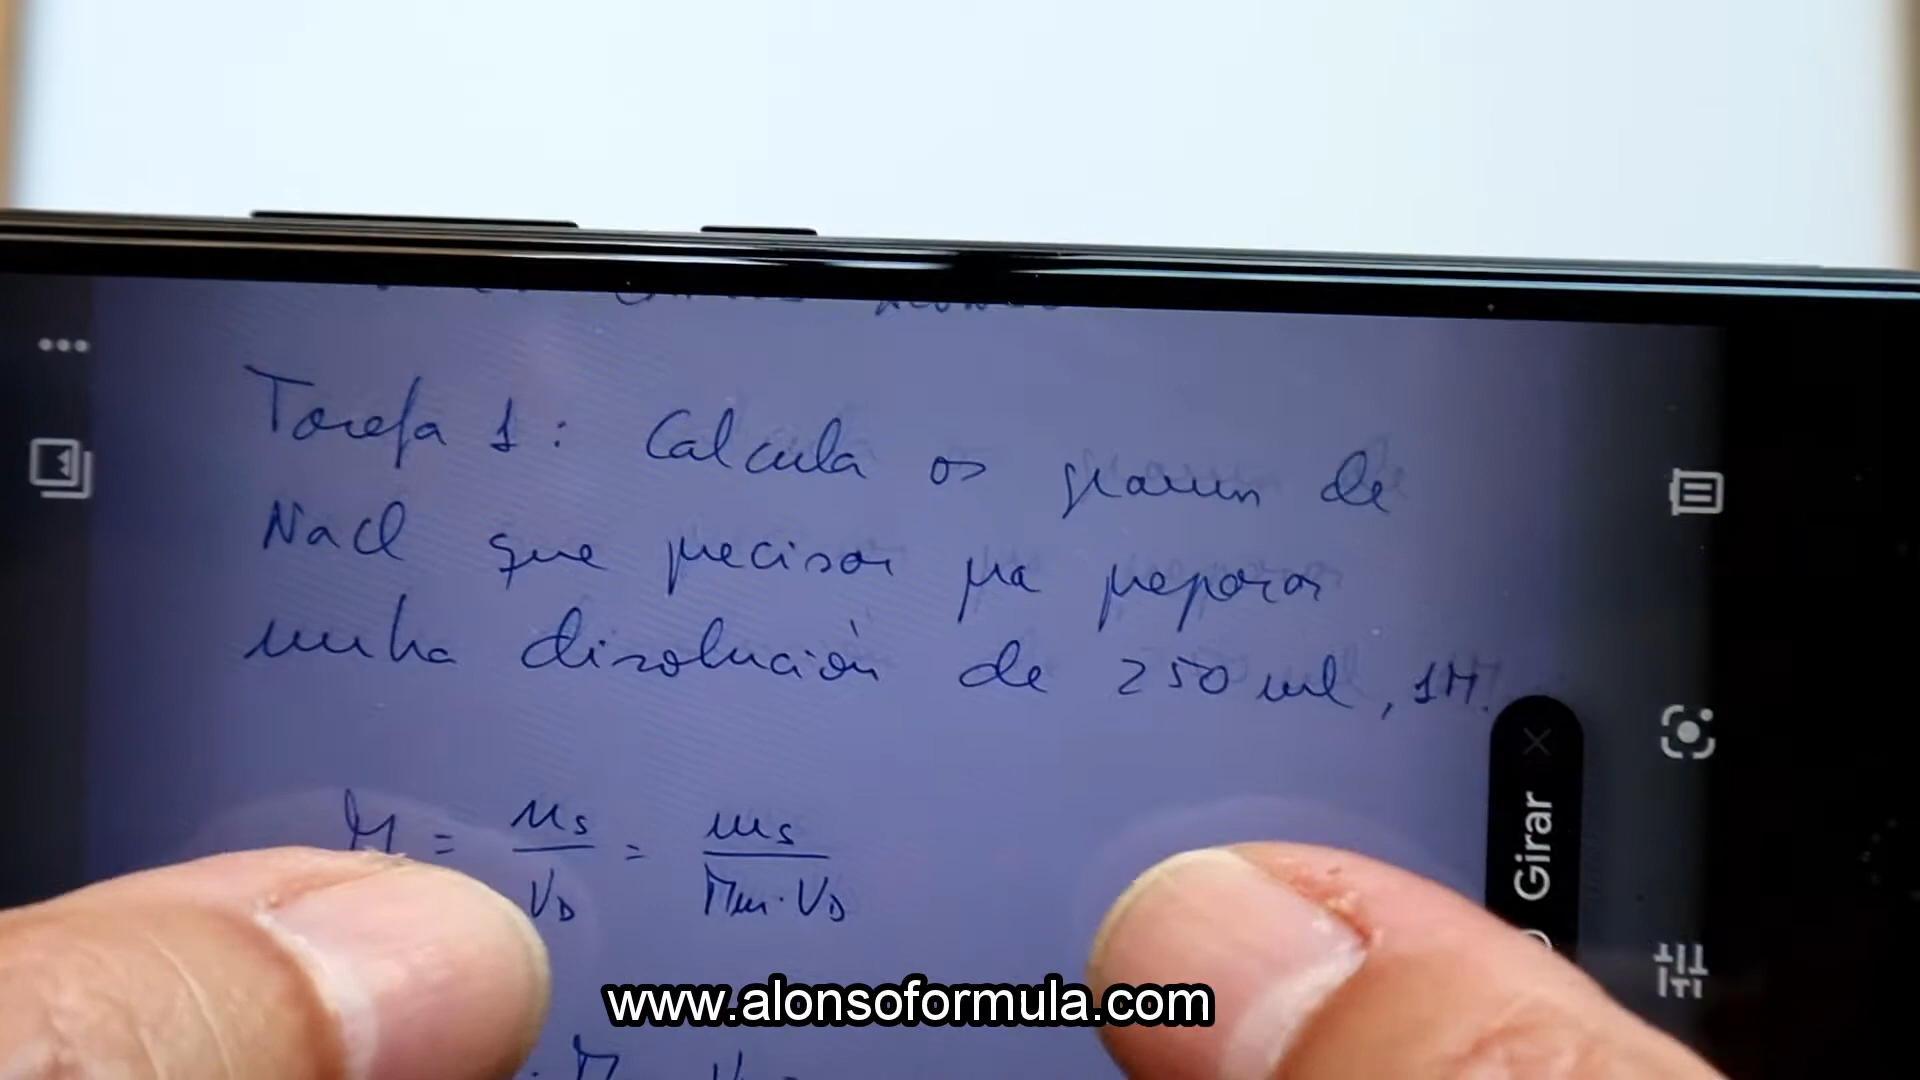 Tarefa 1: Calcula os gramos de
NaCl que precisas pra preparar
unha disolución de 250 ml, 1M.
M = ns / VD = ms / Mm · VD
Girar
www.alonsoformula.com